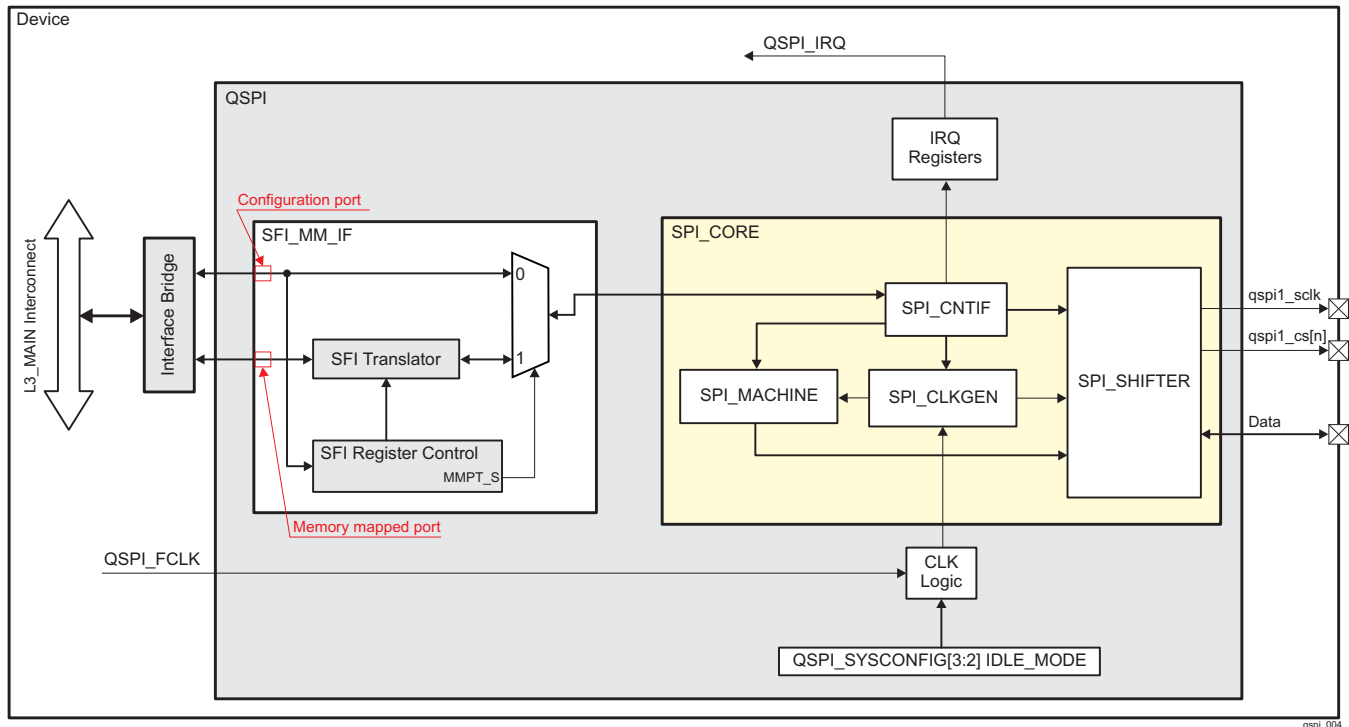 Device
QSPI_IRQ
QSPI
IRQ
Registers
Configuration port
SFI_MM_IF
SPI_CORE
L3_MAIN Interconnect
Interface Bridge
0
SPI_CNTIF
qspi1_sclk
qspi1_cs[n]
SFI Translator
1
SPI_MACHINE
SPI_CLKGEN
SPI_SHIFTER
Data
SFI Register Control
MMPT_S
Memory mapped port
QSPI_FCLK
CLK
Logic
QSPI_SYSCONFIG[3:2] IDLE_MODE
qspi_004